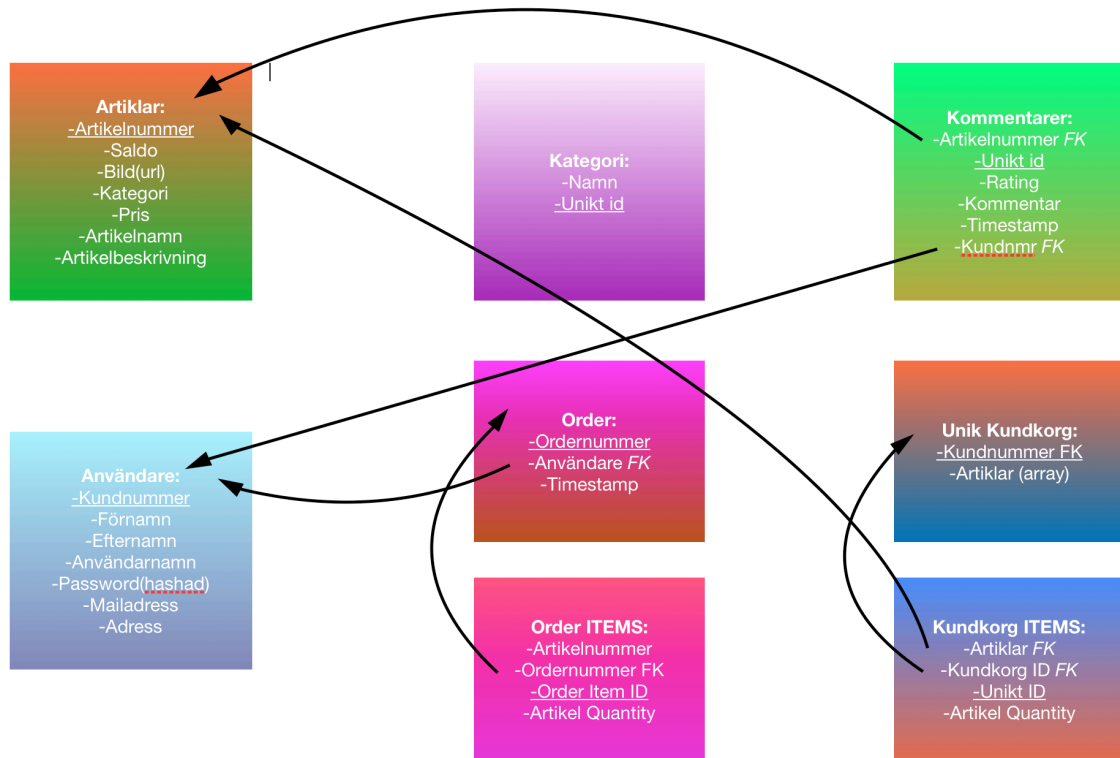 Artiklar:
-Artikelnummer
-Saldo
-Bild(url)
-Kategori
-Pris
-Artikelnamn
-Artikelbeskrivning
Kategori:
-Namn
-Unikt id
Kommentarer:
-Artikelnummer FK
-Unikt id
-Rating
-Kommentar
-Timestamp
-Kundnmr FK
Användare:
-Kundnummer
-Förnamn
-Efternamn
-Användarnamn
-Password(hashad)
-Mailadress
-Adress
Order:
-Ordernummer
-Användare FK
-Timestamp
Unik Kundkorg:
-Kundnummer FK
-Artiklar (array)
Order ITEMS:
-Artikelnummer
-Ordernummer FK
-Order Item ID
-Artikel Quantity
Kundkorg ITEMS:
-Artiklar FK
-Kundkorg ID FK
-Unikt ID
-Artikel Quantity